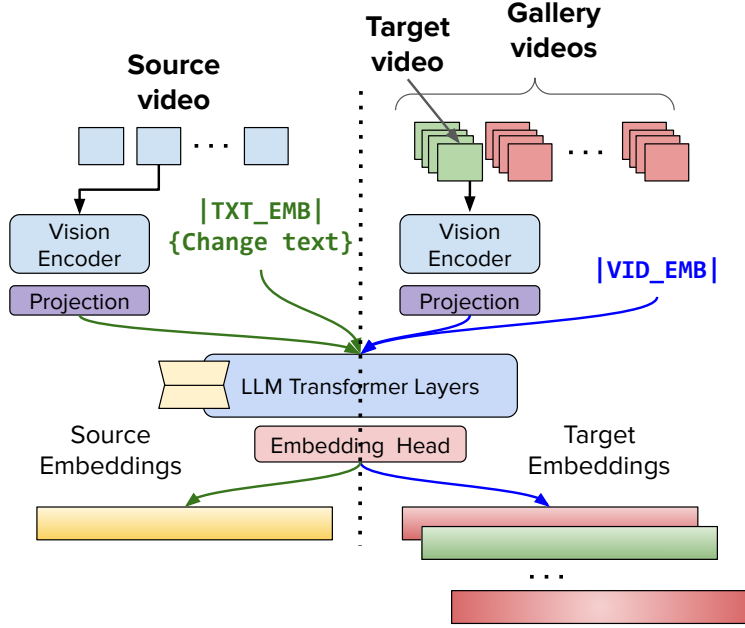 Source
video
Target
video
Gallery
videos
. . .
. . .
|TXT_EMB|
{Change text}
Vision
Encoder
Projection
Vision
Encoder
Projection
|VID_EMB|
LLM Transformer Layers
Embedding Head
Source
Embeddings
Target
Embeddings
. . .